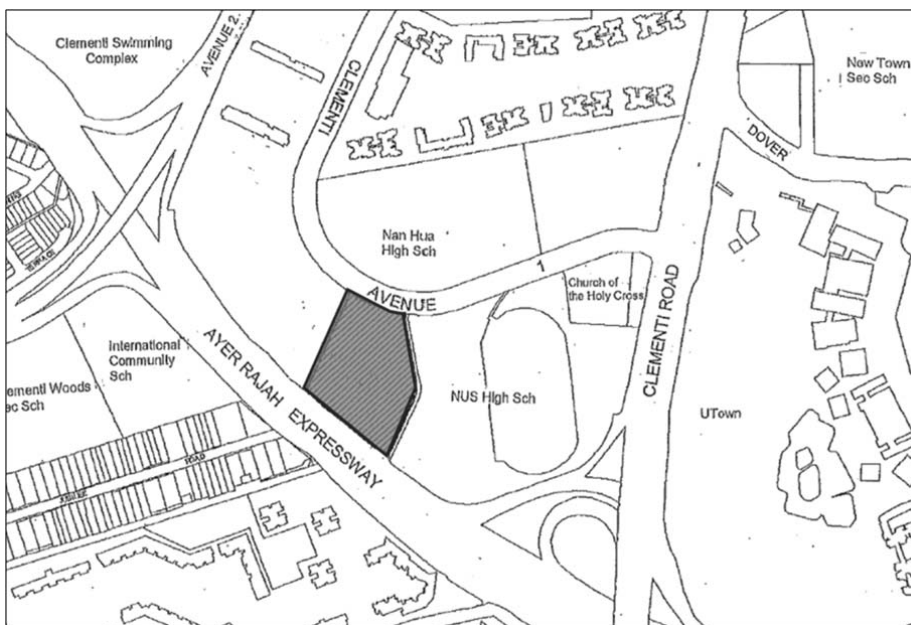 Clementi Swimming
Complex
AVENUE 2
CLEMENTI
New Town
Sec Sch
DOVER
Nan Hua
High Sch
1
AVENUE
Church of
the Holy Cross
CLEMENTI ROAD
International
Community
Sch
ementi Woods
ec Sch
AYER RAJAH EXPRESSWAY
NUS High Sch
UTown
ROAD